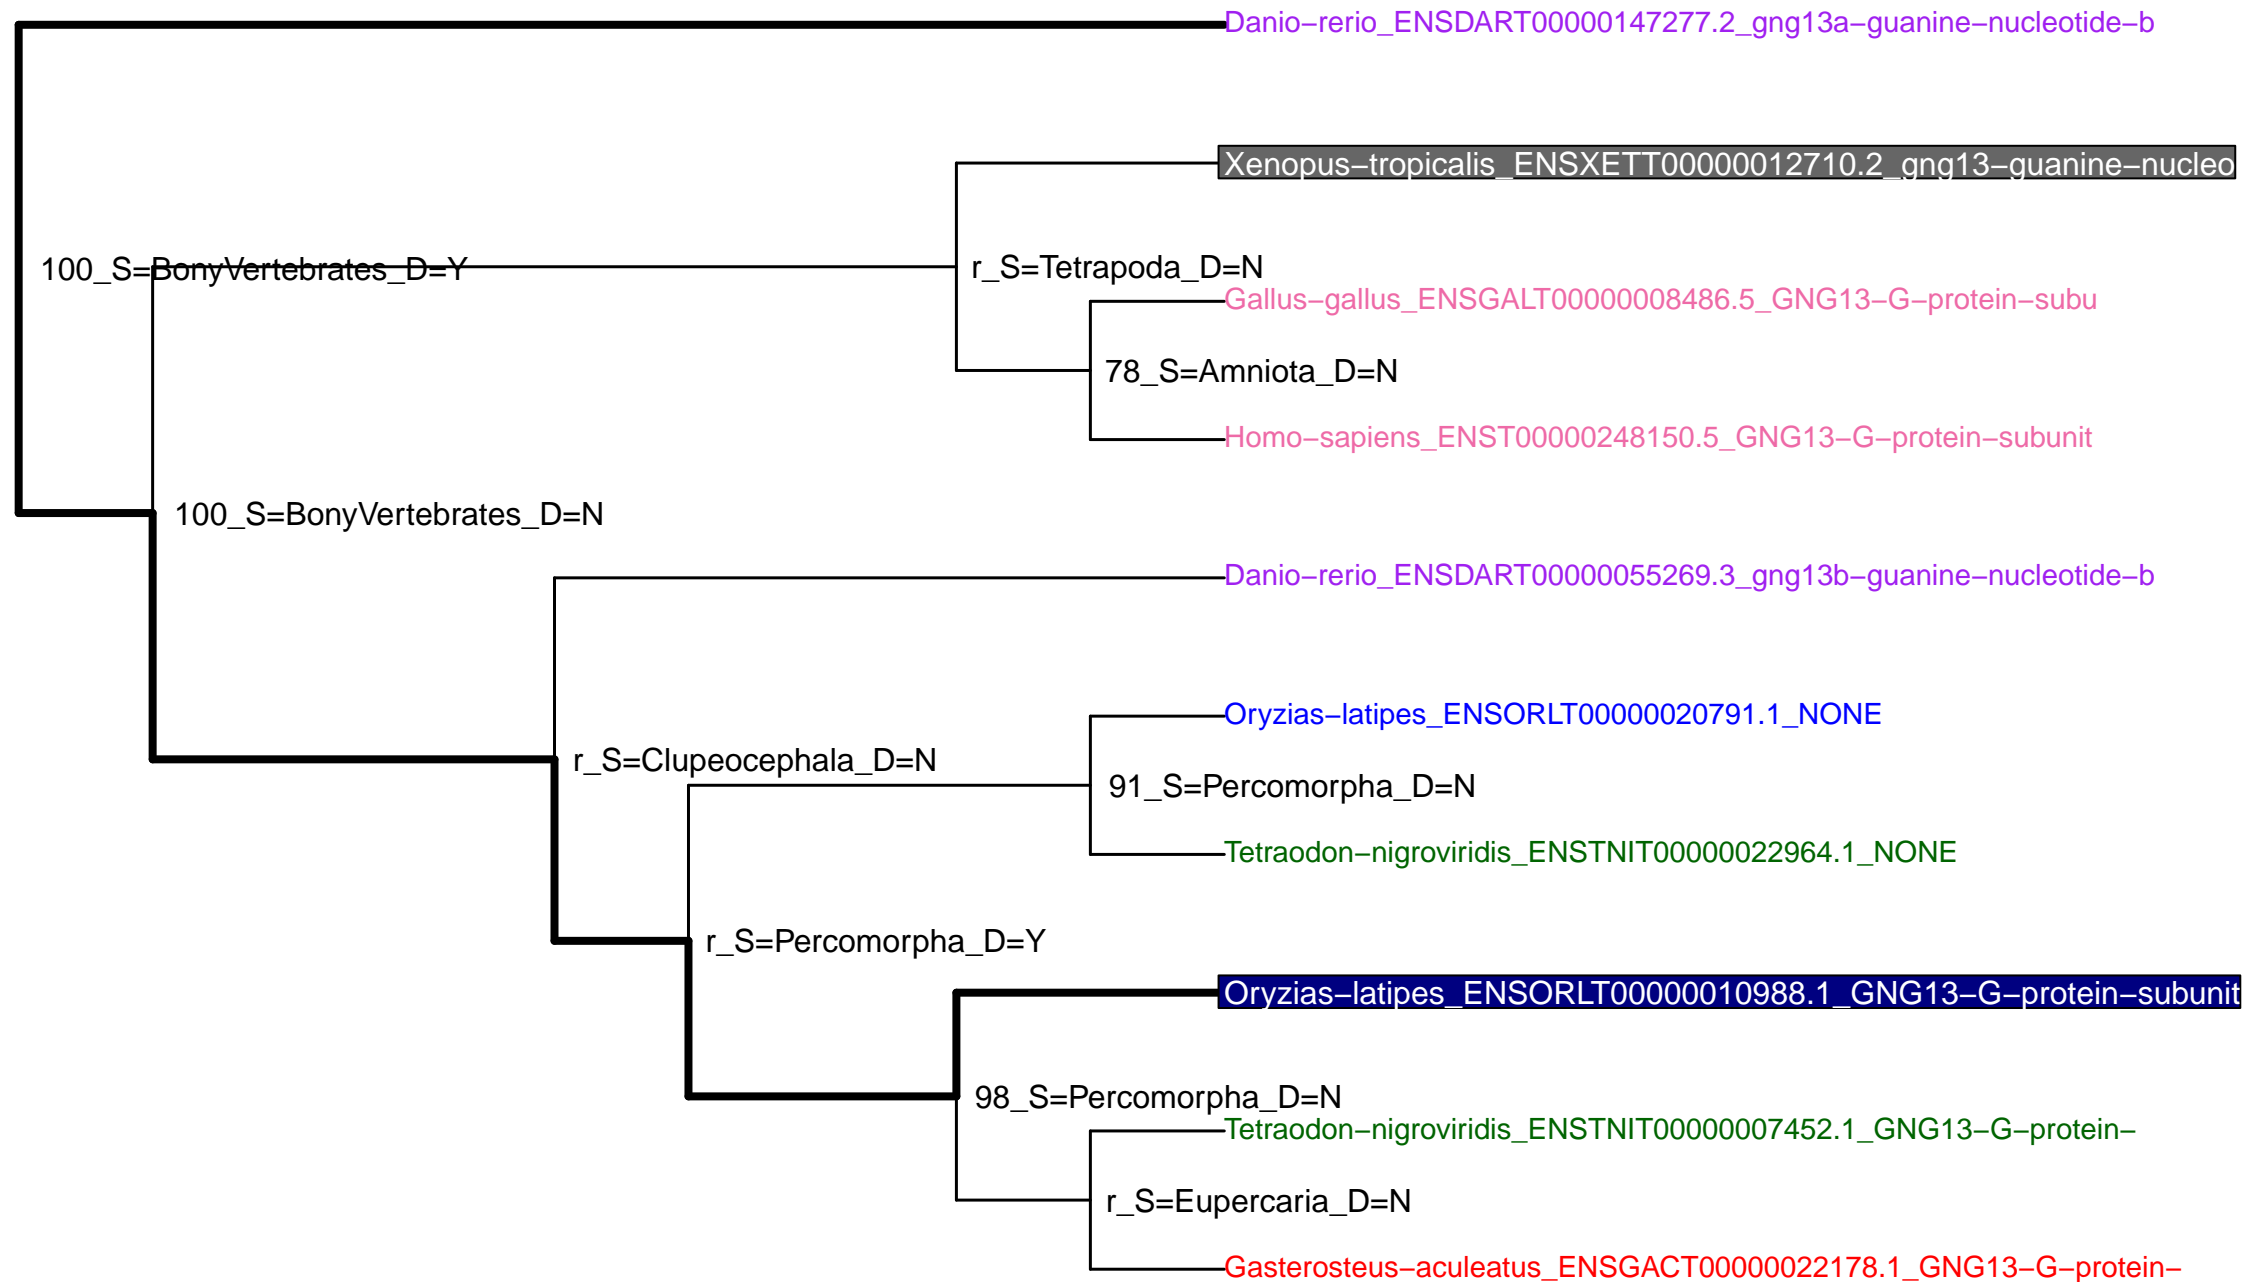 Danio−rerio_ENSDART00000147277.2_gng13a−guanine−nucleotide−b
Xenopus−tropicalis_ENSXETT00000012710.2_gng13−guanine−nucleo
100_S=BonyVertebrates_D=Y
r_S=Tetrapoda_D=N
Gallus−gallus_ENSGALT00000008486.5_GNG13−G−protein−subu
78_S=Amniota_D=N
Homo−sapiens_ENST00000248150.5_GNG13−G−protein−subunit
100_S=BonyVertebrates_D=N
Danio−rerio_ENSDART00000055269.3_gng13b−guanine−nucleotide−b
Oryzias−latipes_ENSORLT00000020791.1_NONE
r_S=Clupeocephala_D=N
91_S=Percomorpha_D=N
Tetraodon−nigroviridis_ENSTNIT00000022964.1_NONE
r_S=Percomorpha_D=Y
Oryzias−latipes_ENSORLT00000010988.1_GNG13−G−protein−subunit
98_S=Percomorpha_D=N
Tetraodon−nigroviridis_ENSTNIT00000007452.1_GNG13−G−protein−
r_S=Eupercaria_D=N
Gasterosteus−aculeatus_ENSGACT00000022178.1_GNG13−G−protein−